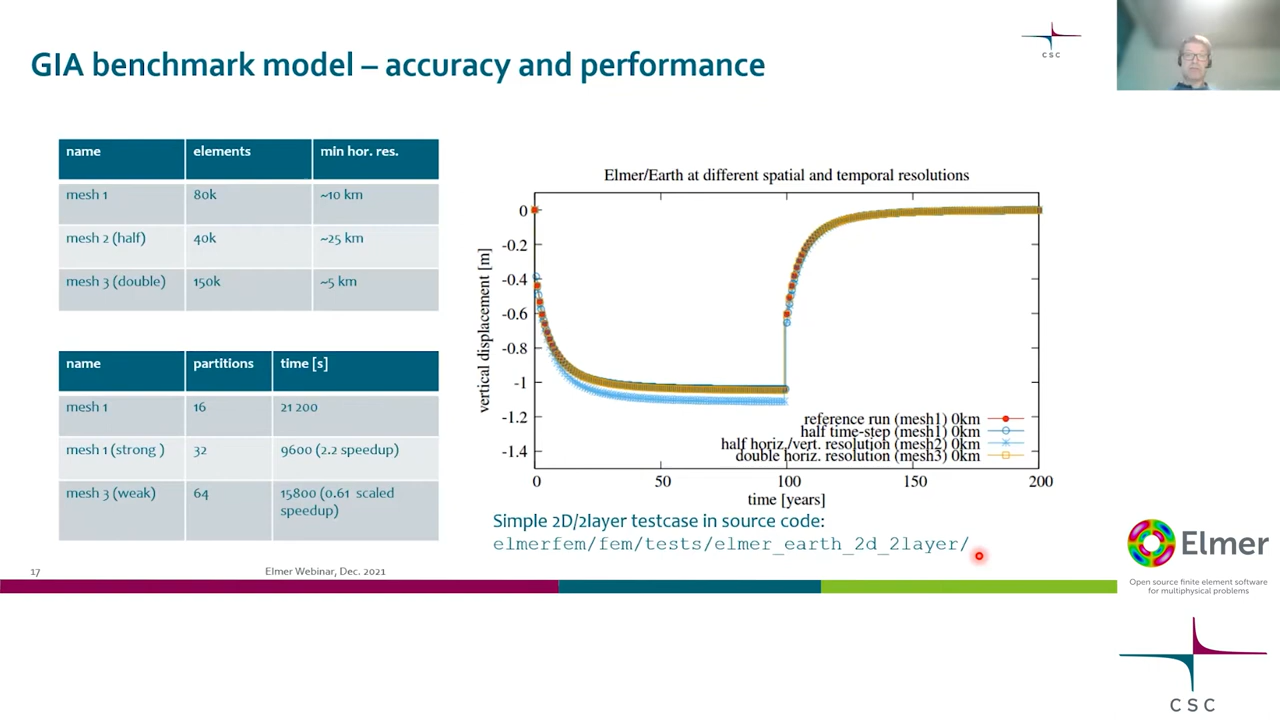 GIA benchmark model – accuracy and performance
CSC
name elements min hor. res.
mesh 1 80k ~10 km
mesh 2 (half) 40k ~25 km
mesh 3 (double) 150k ~5 km
name partitions time [s]
mesh 1 16 21 200
mesh 1 (strong ) 32 9600 (2.2 speedup)
mesh 3 (weak) 64 15800 (0.61 scaled
speedup)
Elmer/Earth at different spatial and temporal resolutions
vertical displacement [m]
0
-0.2
-0.4
-0.6
-0.8
-1
-1.2
-1.4
reference run (mesh1) 0km
half time-step (mesh1) 0km
half horiz./vert. resolution (mesh2) 0km
double horiz. resolution (mesh3) 0km
0 50 100 150 200
time [years]
Simple 2D/2layer testcase in source code:
elmerfem/fem/tests/elmer_earth_2d_2layer/
17 Elmer Webinar, Dec. 2021
Elmer
Open source finite element software
for multiphysical problems
CSC